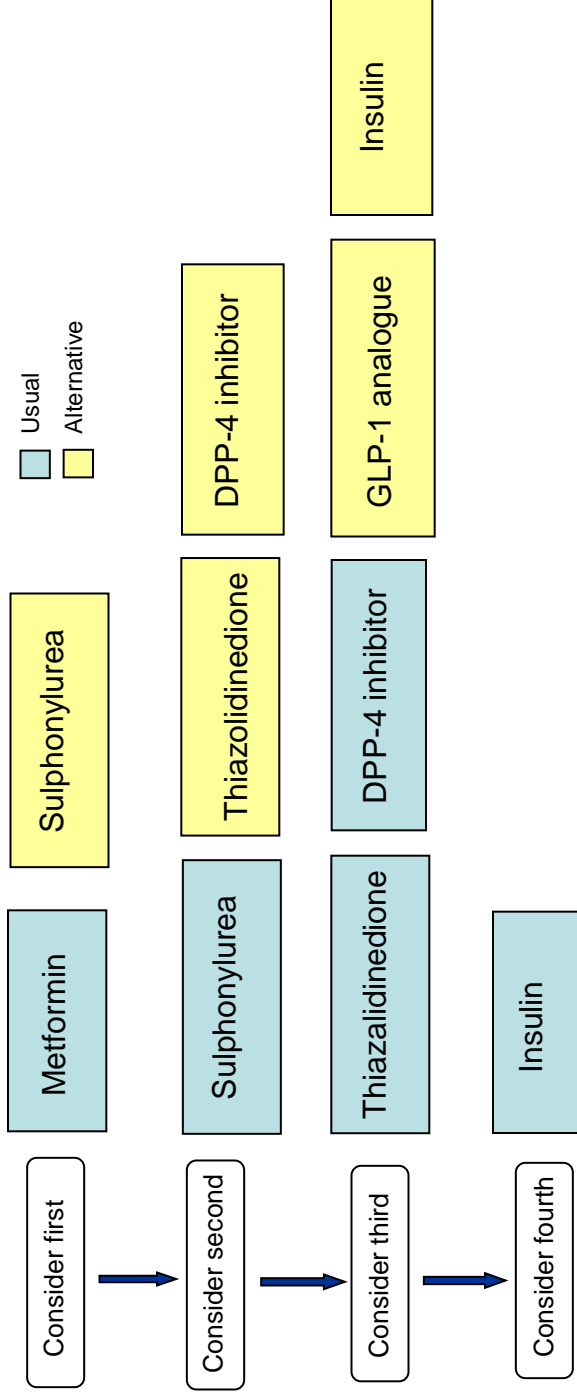 Usual
Alternative
Consider first
Metformin
Sulphonylurea
Consider second
Sulphonylurea
Thiazolidinedione
DPP-4 inhibitor
Consider third
Thiazalidinedione
DPP-4 inhibitor
GLP-1 analogue
Insulin
Consider fourth
Insulin